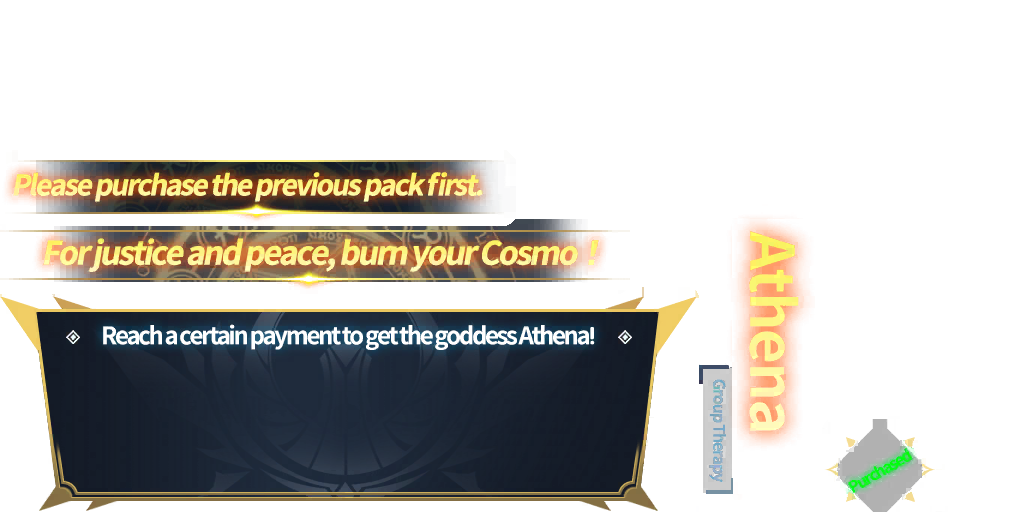 Please purchase the previous pack first.
For justice and peace, burn your Cosmo !
Reach a certain payment to get the goddess Athena!
Athena
Group Therapy
Purchased